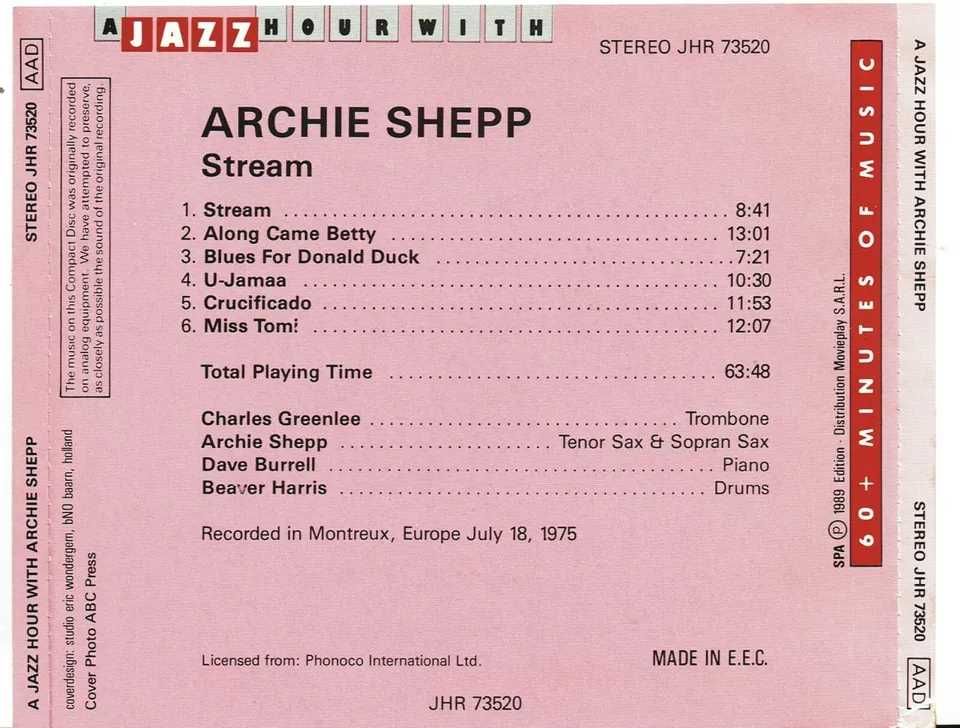 A JAZZ HOUR WITH
STEREO JHR 73520
ARCHIE SHEPP
Stream
1. Stream 8:41
2. Along Came Betty 13:01
3. Blues For Donald Duck 7:21
4. U-Jamaa 10:30
5. Crucificado 11:53
6. Miss Tomi 12:07
Total Playing Time 63:48
Charles Greenlee Trombone
Archie Shepp Tenor Sax & Sopran Sax
Dave Burrell Piano
Beaver Harris Drums
Recorded in Montreux, Europe July 18, 1975
Licensed from: Phonoco International Ltd.
MADE IN E.E.C.
JHR 73520
A JAZZ HOUR WITH ARCHIE SHEPP
STEREO JHR 73520
AAD
The music on this Compact Disc was originally recorded
on analog equipment. We have attempted to preserve,
as closely as possible the sound of the original recording.
coverdesign: studio eric wondergem, bNO baarn, holland
Cover Photo ABC Press
SPA Ⓟ 1989 Edition · Distribution Movieplay S.A.R.L.
60+ MINUTES OF MUSIC
A JAZZ HOUR WITH ARCHIE SHEPP
STEREO JHR 73520
AAD